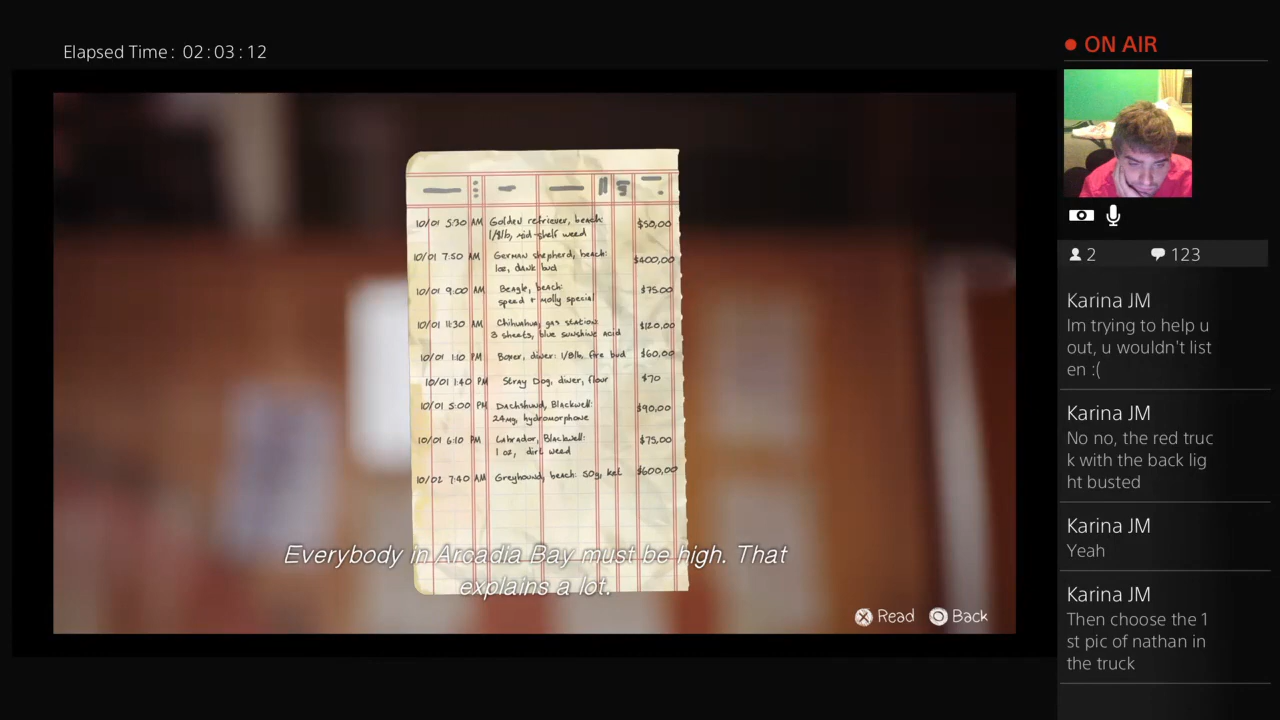 Elapsed Time: 02:03:12
ON AIR
2
123
Karina JM
Im trying to help u
out, u wouldn't list
en :(
Karina JM
No no, the red truc
k with the back lig
ht busted
Karina JM
Yeah
Karina JM
Then choose the 1
st pic of nathan in
the truck
10/01 5:30 AM Golden retriever, beach: $50,00
1/8lb, mid-shelf weed
10/01 7:50 AM German shepherd, beach: $400,00
1oz, dank bud
10/01 9:00 AM Beagle, beach: $75.00
speed + molly special
10/01 11:30 AM Chihuahua, gas station: $120,00
3 sheets, blue sunshine acid
10/01 1:10 PM Boxer, diner: 1/8lb, fire bud $60,00
10/01 1:40 PM Stray Dog, diner, flour $70
10/01 5:00 PM Dachshund, Blackwell: $90,00
24mg, hydromorphone
10/01 6:10 PM Labrador, Blackwell: $75,00
1 oz, dirt weed
10/02 7:40 AM Greyhound, beach: 50g, ket $600,00
Everybody in Arcadia Bay must be high. That
explains a lot.
Read Back